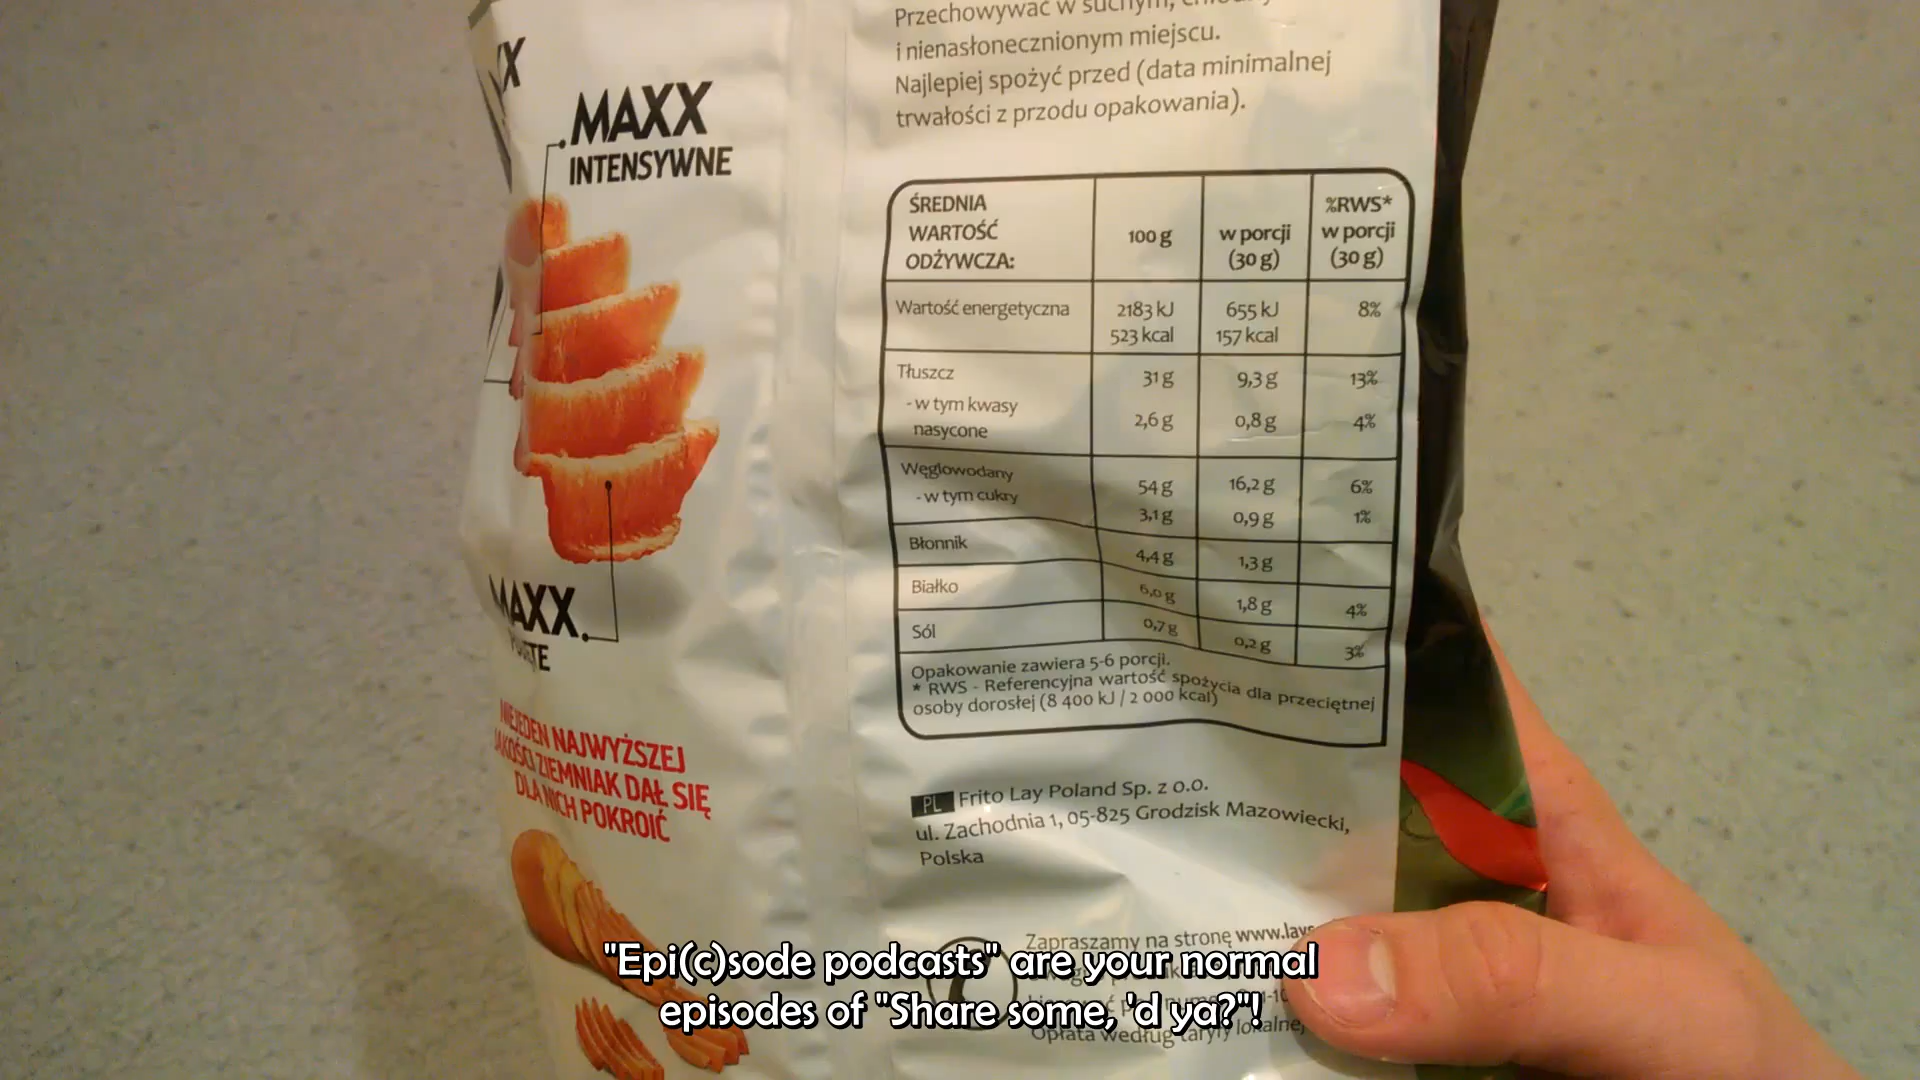 Przechowywać w suchym,
i nienasłonecznionym miejscu.
Najlepiej spożyć przed (data minimalnej
trwałości z przodu opakowania).
MAXX
INTENSYWNE
ŚREDNIA WARTOŚĆ ODŻYWCZA: 100 g w porcji (30 g) %RWS* w porcji (30 g)
Wartość energetyczna 2183 kJ 655 kJ 8%
523 kcal 157 kcal
Tłuszcz 31 g 9,3 g 13%
- w tym kwasy
nasycone 2,6 g 0,8 g 4%
Węglowodany 54 g 16,2 g 6%
- w tym cukry 3,1 g 0,9 g 1%
Błonnik 4,4 g 1,3 g
Białko 6,0 g 1,8 g 4%
Sól 0,7 g 0,2 g 3%
Opakowanie zawiera 5-6 porcji.
* RWS - Referencyjna wartość spożycia dla przeciętnej
osoby dorosłej (8 400 kJ / 2 000 kcal)
MAXX
NIEJEDEN NAJWYŻSZEJ
JAKOŚCI ZIEMNIAK DAŁ SIĘ
DLA NICH POKROIĆ
PL Frito Lay Poland Sp. z o.o.
ul. Zachodnia 1, 05-825 Grodzisk Mazowiecki,
Polska
Zapraszamy na stronę www.lays
Opłata według taryfy lokalnej
"Epi(c)sode podcasts" are your normal
episodes of "Share some, 'd ya?"!